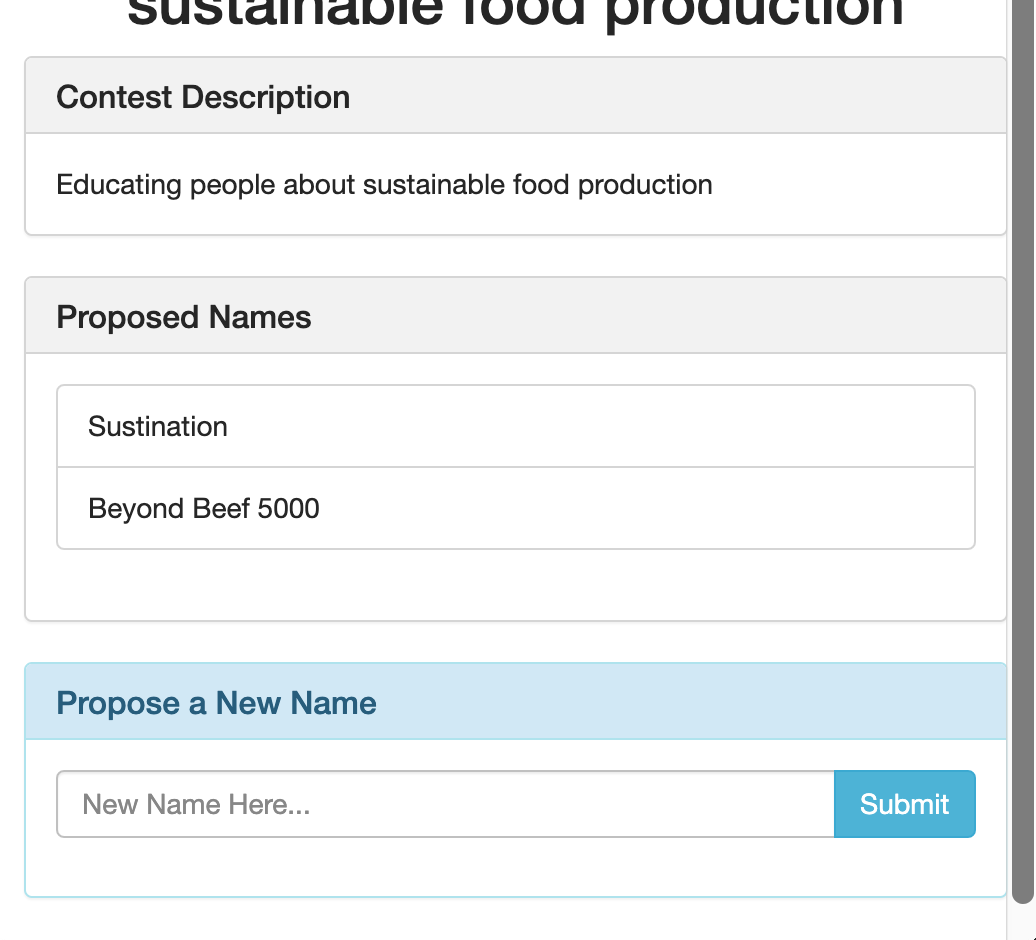 sustainable food production
Contest Description
Educating people about sustainable food production
Proposed Names
Sustination
Beyond Beef 5000
Propose a New Name
New Name Here...
Submit